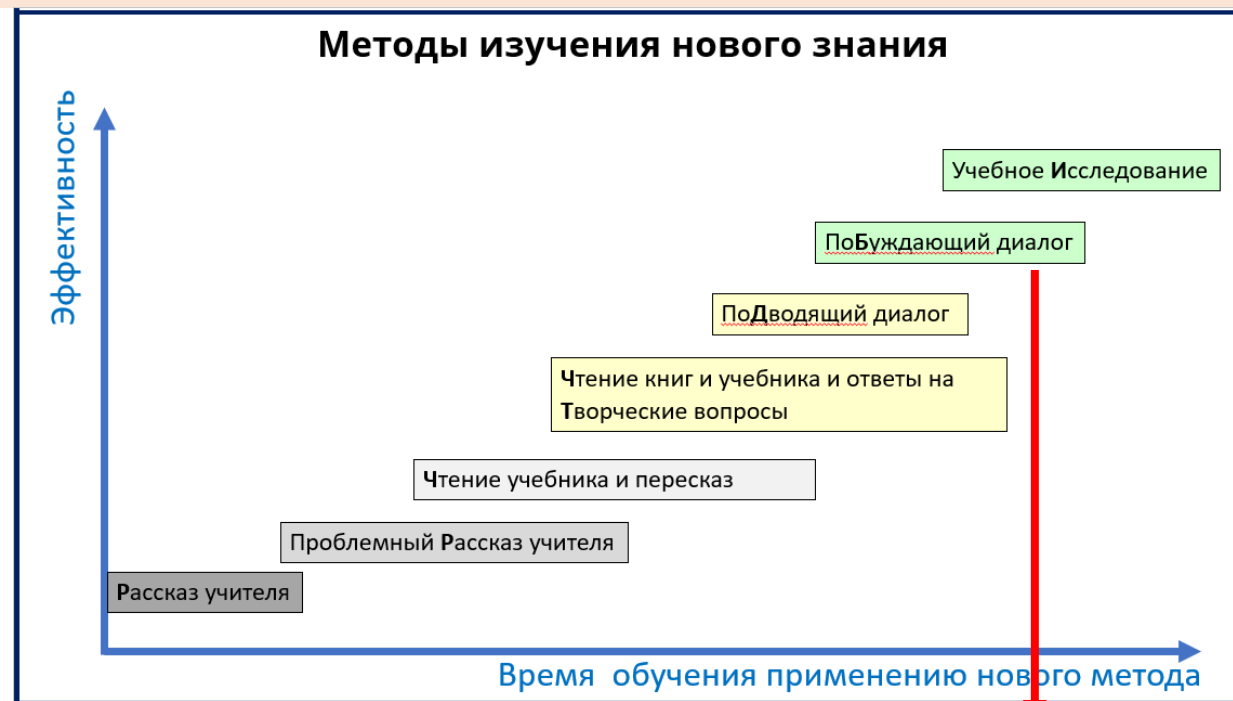 Методы изучения нового знания
Эффективность
Учебное Исследование
ПоБуждающий диалог
ПоДводящий диалог
Чтение книг и учебника и ответы на
Творческие вопросы
Чтение учебника и пересказ
Проблемный Рассказ учителя
Рассказ учителя
Время обучения применению нового метода